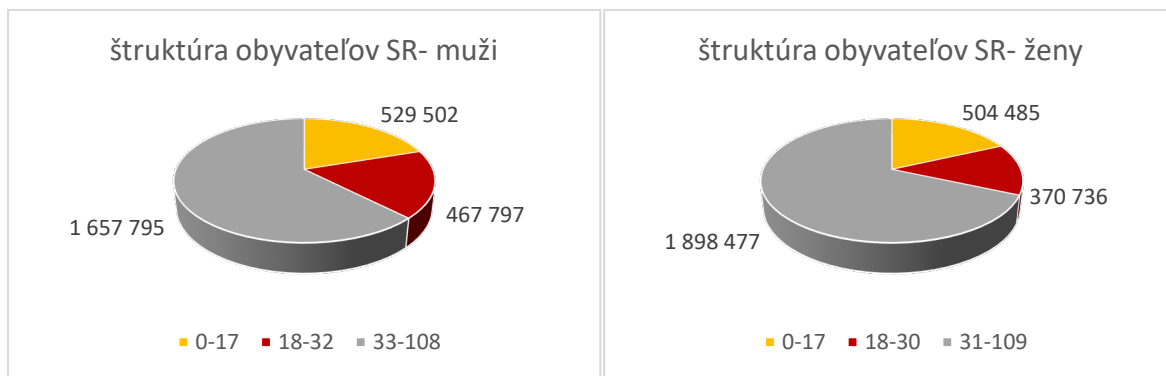 štruktúra obyvateľov SR- muži
529 502
467 797
1 657 795
0-17 18-32 33-108
štruktúra obyvateľov SR- ženy
504 485
370 736
1 898 477
0-17 18-30 31-109